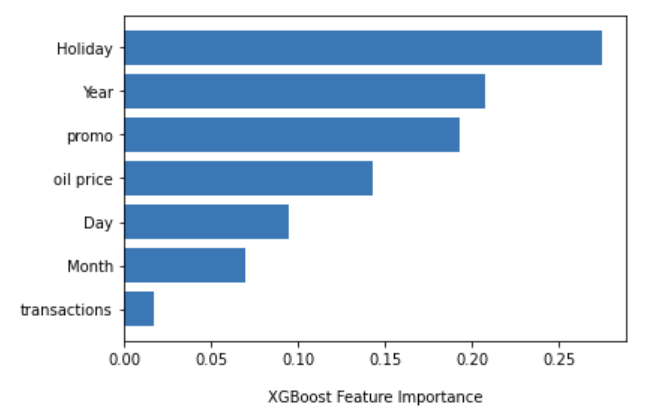 Holiday
Year
promo
oil price
Day
Month
transactions
0.00 0.05 0.10 0.15 0.20 0.25
XGBoost Feature Importance